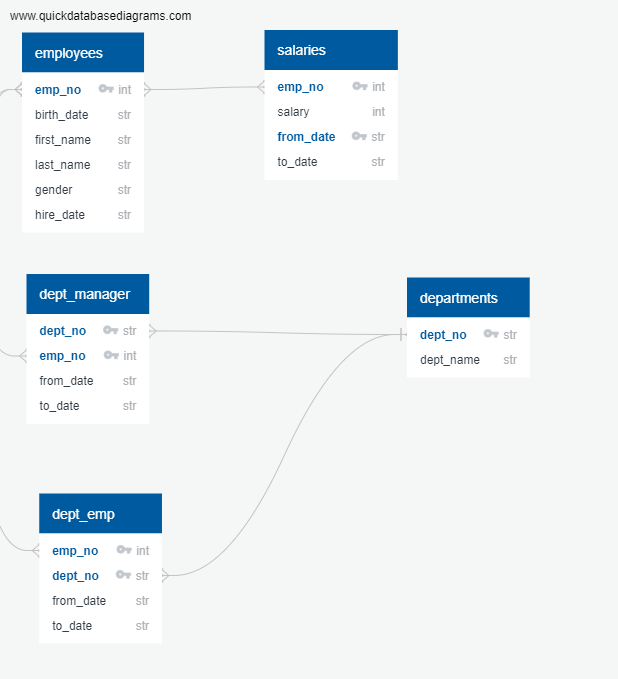 www.quickdatabasediagrams.com
employees
emp_no int
birth_date str
first_name str
last_name str
gender str
hire_date str
salaries
emp_no int
salary int
from_date str
to_date str
dept_manager
dept_no str
emp_no int
from_date str
to_date str
departments
dept_no str
dept_name str
dept_emp
emp_no int
dept_no str
from_date str
to_date str